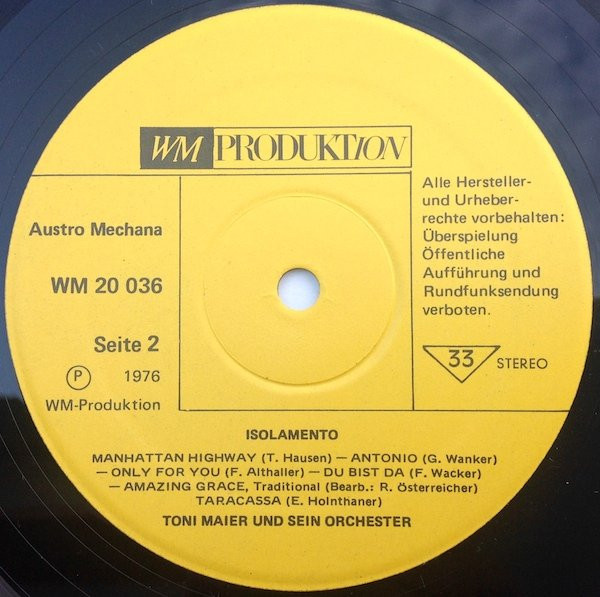 WM PRODUKTION
Austro Mechana
WM 20 036
Seite 2
Ⓟ 1976
WM-Produktion
Alle Hersteller-
und Urheber-
rechte vorbehalten:
Überspielung
Öffentliche
Aufführung und
Rundfunksendung
verboten.
33 STEREO
ISOLAMENTO
MANHATTAN HIGHWAY (T. Hausen) — ANTONIO (G. Wanker)
— ONLY FOR YOU (F. Althaller) — DU BIST DA (F. Wacker)
— AMAZING GRACE, Traditional (Bearb.: R. Österreicher)
TARACASSA (E. Holnthaner)
TONI MAIER UND SEIN ORCHESTER